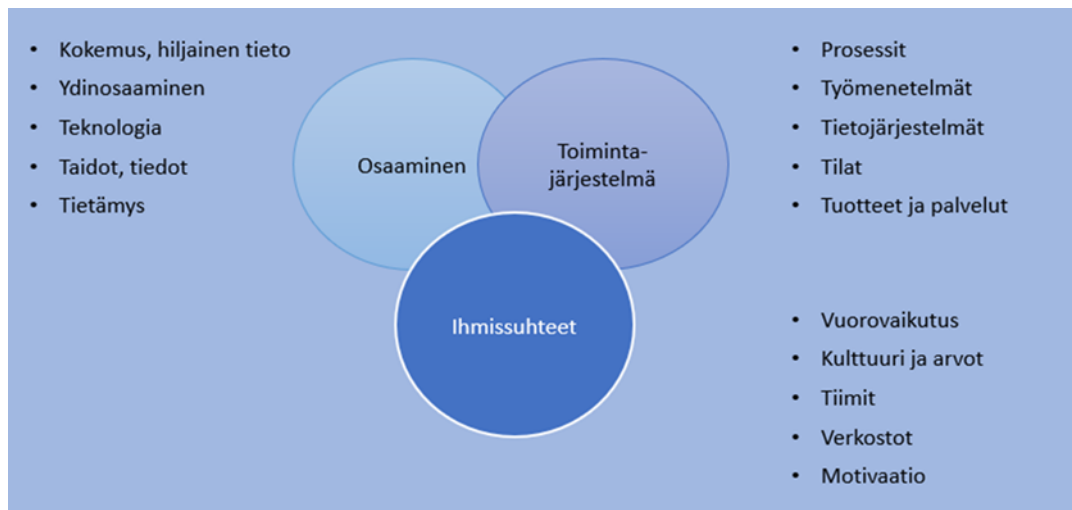 • Kokemus, hiljainen tieto
• Ydinosaaminen
• Teknologia
• Taidot, tiedot
• Tietämys
Osaaminen
Toiminta-
järjestelmä
Ihmissuhteet
• Prosessit
• Työmenetelmät
• Tietojärjestelmät
• Tilat
• Tuotteet ja palvelut
• Vuorovaikutus
• Kulttuuri ja arvot
• Tiimit
• Verkostot
• Motivaatio